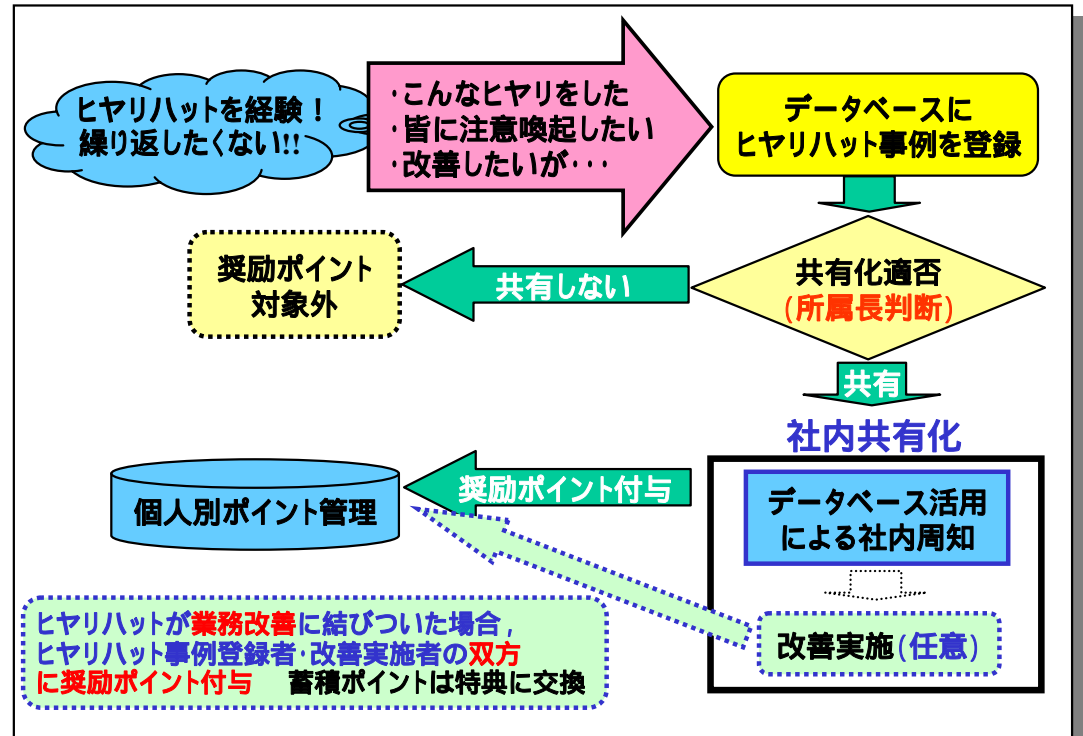 ヒヤリハットを経験！
繰り返したくない!!
・こんなヒヤリをした
・皆に注意喚起したい
・改善したいが・・・
データベースに
ヒヤリハット事例を登録
奨励ポイント
対象外
共有しない
共有化適否
(所属長判断)
共有
社内共有化
個人別ポイント管理
奨励ポイント付与
データベース活用
による社内周知
改善実施(任意)
ヒヤリハットが業務改善に結びついた場合,
ヒヤリハット事例登録者・改善実施者の双方
に奨励ポイント付与　蓄積ポイントは特典に交換